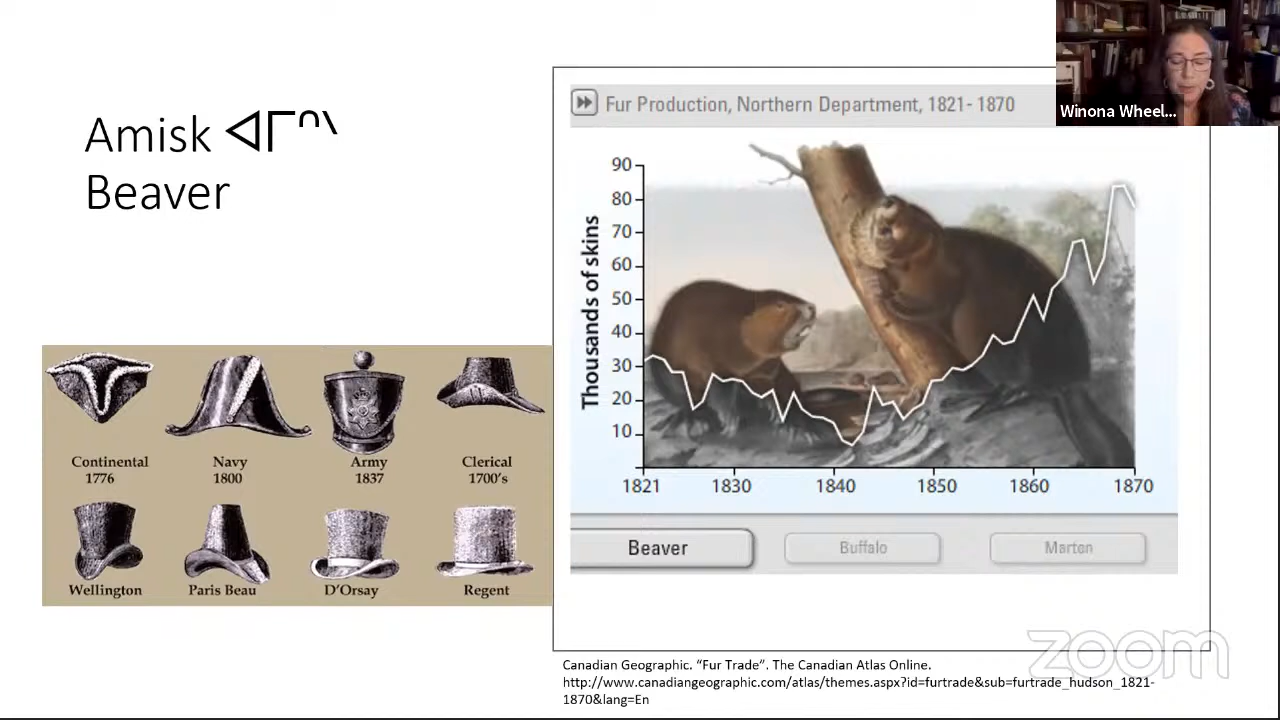 Amisk ᐊᒥᐢᐠ
Beaver
Winona Wheel...
Fur Production, Northern Department, 1821- 1870
Thousands of skins
90
80
70
60
50
40
30
20
10
1821 1830 1840 1850 1860 1870
Beaver Buffalo Marten
Continental Navy Army Clerical
1776 1800 1837 1700's
Wellington Paris Beau D'Orsay Regent
Canadian Geographic. “Fur Trade”. The Canadian Atlas Online.
http://www.canadiangeographic.com/atlas/themes.aspx?id=furtrade&sub=furtrade_hudson_1821-
1870&lang=En
zoom